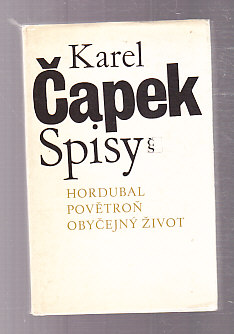 Karel
Čapek
Spisy
HORDUBAL
POVĚTROŇ
OBYČEJNÝ ŽIVOT